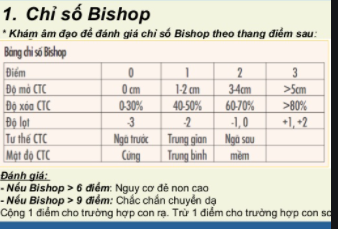 1. Chỉ số Bishop
* Khám âm đạo để đánh giá chỉ số Bishop theo thang điểm sau:
Bảng chỉ số Bishop
Điểm 0 1 2 3
Độ mở CTC 0 cm 1-2 cm 3-4cm >5cm
Độ xóa CTC 0-30% 40-50% 60-70% >80%
Độ lọt -3 -2 -1, 0 +1, +2
Tư thế CTC Ngả trước Trung gian Ngả sau
Mật độ CTC Cứng Trung bình mềm
Đánh giá:
- Nếu Bishop > 6 điểm: Nguy cơ đẻ non cao
- Nếu Bishop > 9 điểm: Chắc chắn chuyển dạ
Cộng 1 điểm cho trường hợp con rạ. Trừ 1 điểm cho trường hợp con so